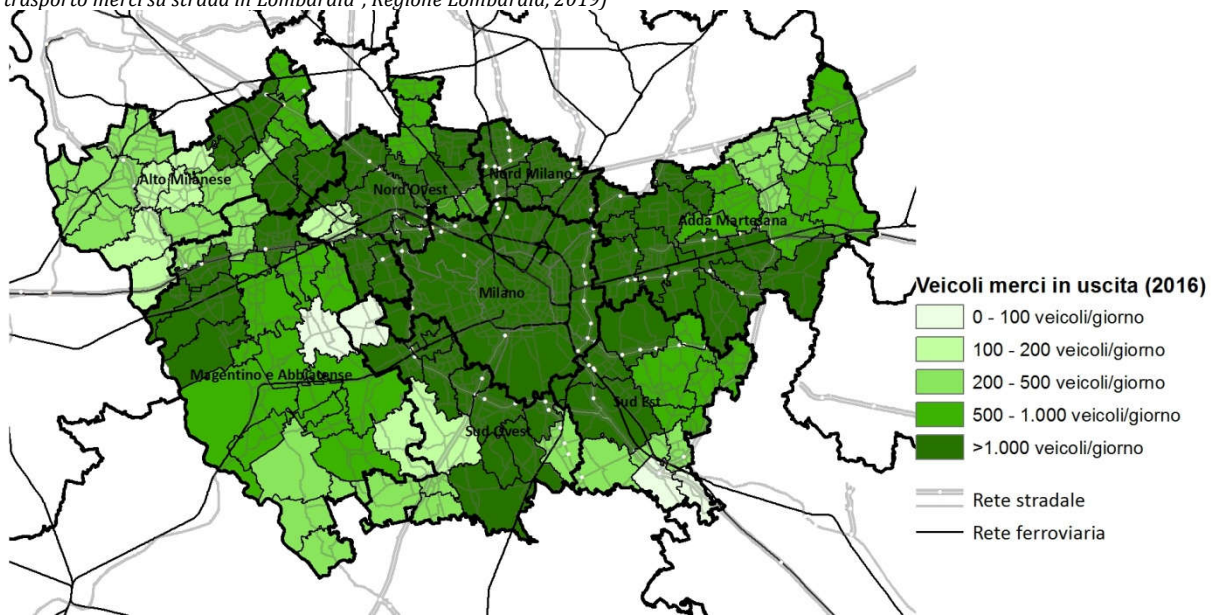 trasporto merci su strada in Lombardia", Regione Lombardia, 2019)
Alto Milanese
Nord Ovest
Nord Milano
Adda Martesana
Milano
Magentino e Abbiatense
Sud Ovest
Sud Est
Veicoli merci in uscita (2016)
0 - 100 veicoli/giorno
100 - 200 veicoli/giorno
200 - 500 veicoli/giorno
500 - 1.000 veicoli/giorno
>1.000 veicoli/giorno
Rete stradale
Rete ferroviaria